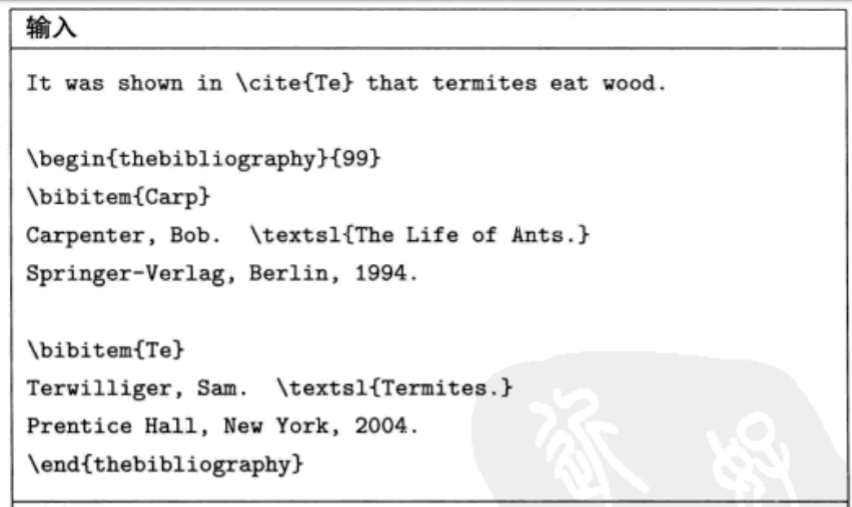 输入
It was shown in \cite{Te} that termites eat wood.
\begin{thebibliography}{99}
\bibitem{Carp}
Carpenter, Bob.  \textsl{The Life of Ants.}
Springer-Verlag, Berlin, 1994.
\bibitem{Te}
Terwilliger, Sam.  \textsl{Termites.}
Prentice Hall, New York, 2004.
\end{thebibliography}